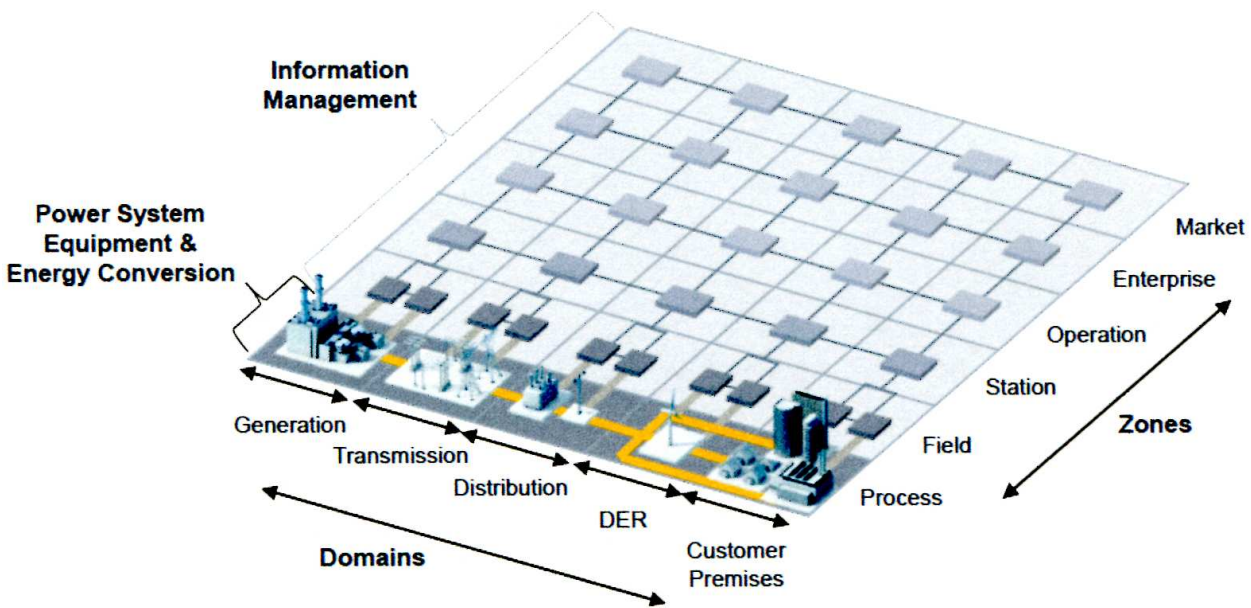 Information
Management
Power System
Equipment &
Energy Conversion
Market
Enterprise
Operation
Station
Zones
Field
Process
Generation
Transmission
Distribution
DER
Customer
Premises
Domains